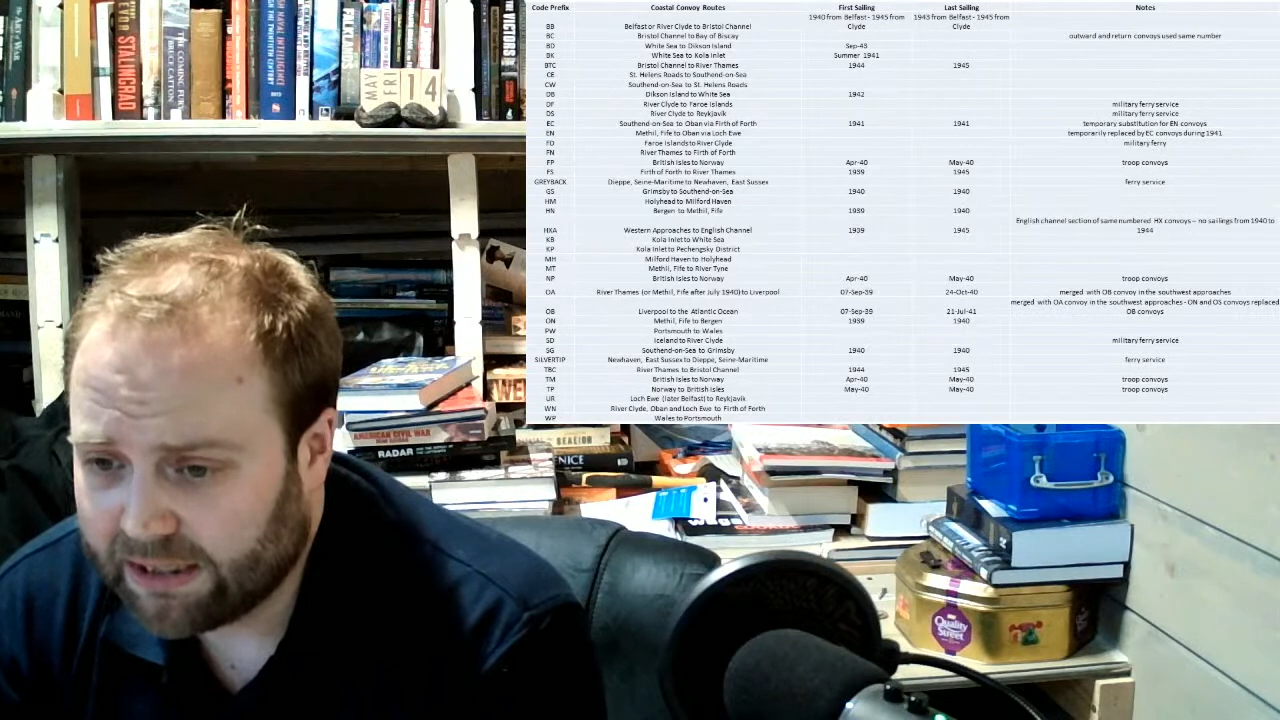 Code Prefix Coastal Convoy Routes First Sailing Last Sailing Notes
1940 from Belfast - 1945 from 1943 from Belfast - 1945 from
BB Belfast or River Clyde to Bristol Channel Clyde Clyde
BC Bristol Channel to Bay of Biscay outward and return convoys used same number
BD White Sea to Dikson Island Sep-43
BK White Sea to Kola Inlet Summer 1941
BTC Bristol Channel to River Thames 1944 1945
CE St. Helens Roads to Southend-on-Sea
CW Southend-on-Sea to St. Helens Roads
DB Dikson Island to White Sea 1942
DF River Clyde to Faroe Islands military ferry service
DS River Clyde to Reykjavik military ferry service
EC Southend-on-Sea to Oban via Firth of Forth 1941 1941 temporary substitution for EN convoys
EN Methil, Fife to Oban via Loch Ewe temporarily replaced by EC convoys during 1941
FD Faroe Islands to River Clyde military ferry
FN River Thames to Firth of Forth
FP British Isles to Norway Apr-40 May-40 troop convoys
FS Firth of Forth to River Thames 1939 1945
GREYBACK Dieppe, Seine-Maritime to Newhaven, East Sussex ferry service
GS Grimsby to Southend-on-Sea 1940 1940
HM Holyhead to Milford Haven
HN Bergen to Methil, Fife 1939 1940
English channel section of same numbered HX convoys – no sailings from 1940 to
HXA Western Approaches to English Channel 1939 1945 1944
KB Kola Inlet to White Sea
KP Kola Inlet to Pechengsky District
MH Milford Haven to Holyhead
MT Methil, Fife to River Tyne
NP British Isles to Norway Apr-40 May-40 troop convoys
OA River Thames (or Methil, Fife after July 1940) to Liverpool 07-Sep-39 24-Oct-40 merged with OB convoy in the southwest approaches
merged with OA convoy in the southwest approaches - ON and OS convoys replaced
OB Liverpool to the Atlantic Ocean 07-Sep-39 21-Jul-41 OB convoys
ON Methil, Fife to Bergen 1939 1940
PW Portsmouth to Wales
SD Iceland to River Clyde military ferry service
SG Southend-on-Sea to Grimsby 1940 1940
SILVERTIP Newhaven, East Sussex to Dieppe, Seine-Maritime ferry service
TBC River Thames to Bristol Channel 1944 1945
TM British Isles to Norway Apr-40 May-40 troop convoys
TP Norway to British Isles May-40 May-40 troop convoys
UR Loch Ewe (later Belfast) to Reykjavik
WN River Clyde, Oban and Loch Ewe to Firth of Forth
WP Wales to Portsmouth
STALINGRAD
THE COMING FURY
BRUCE CATTON
FALKLANDS
THE VICTORS
MAY
FRI
1 4
AMERICAN CIVIL WAR
RADAR
Quality Street